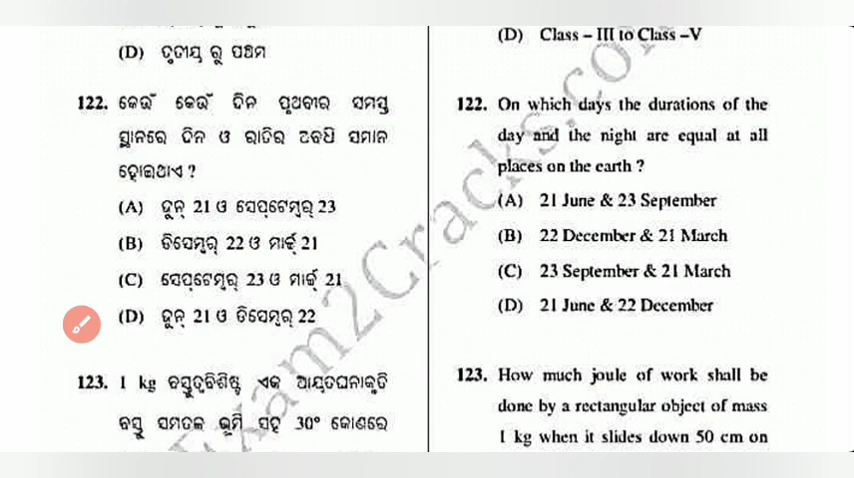 (D) ତୃତୀୟ ରୁ ପଞ୍ଚମ
122. କେଉଁ କେଉଁ ଦିନ ପୃଥିବୀର ସମସ୍ତ
ସ୍ଥାନରେ ଦିନ ଓ ରାତିର ଅବଧି ସମାନ
ହୋଇଥାଏ ?
(A) ଜୁନ୍ 21 ଓ ସେପ୍ଟେମ୍ବର୍ 23
(B) ଡିସେମ୍ବର୍ 22 ଓ ମାର୍ଚ୍ଚ 21
(C) ସେପ୍ଟେମ୍ବର୍ 23 ଓ ମାର୍ଚ୍ଚ 21
(D) ଜୁନ୍ 21 ଓ ଡିସେମ୍ବର୍ 22
123. 1 kg ବସ୍ତୁତ୍ୱବିଶିଷ୍ଟ ଏକ ଆୟତଘନାକୃତି
ବସ୍ତୁ ସମତଳ ଭୂମି ସହ 30° କୋଣରେ
(D) Class – III to Class –V
122. On which days the durations of the
day and the night are equal at all
places on the earth ?
(A) 21 June & 23 September
(B) 22 December & 21 March
(C) 23 September & 21 March
(D) 21 June & 22 December
123. How much joule of work shall be
done by a rectangular object of mass
1 kg when it slides down 50 cm on
Exam2Cracks.com